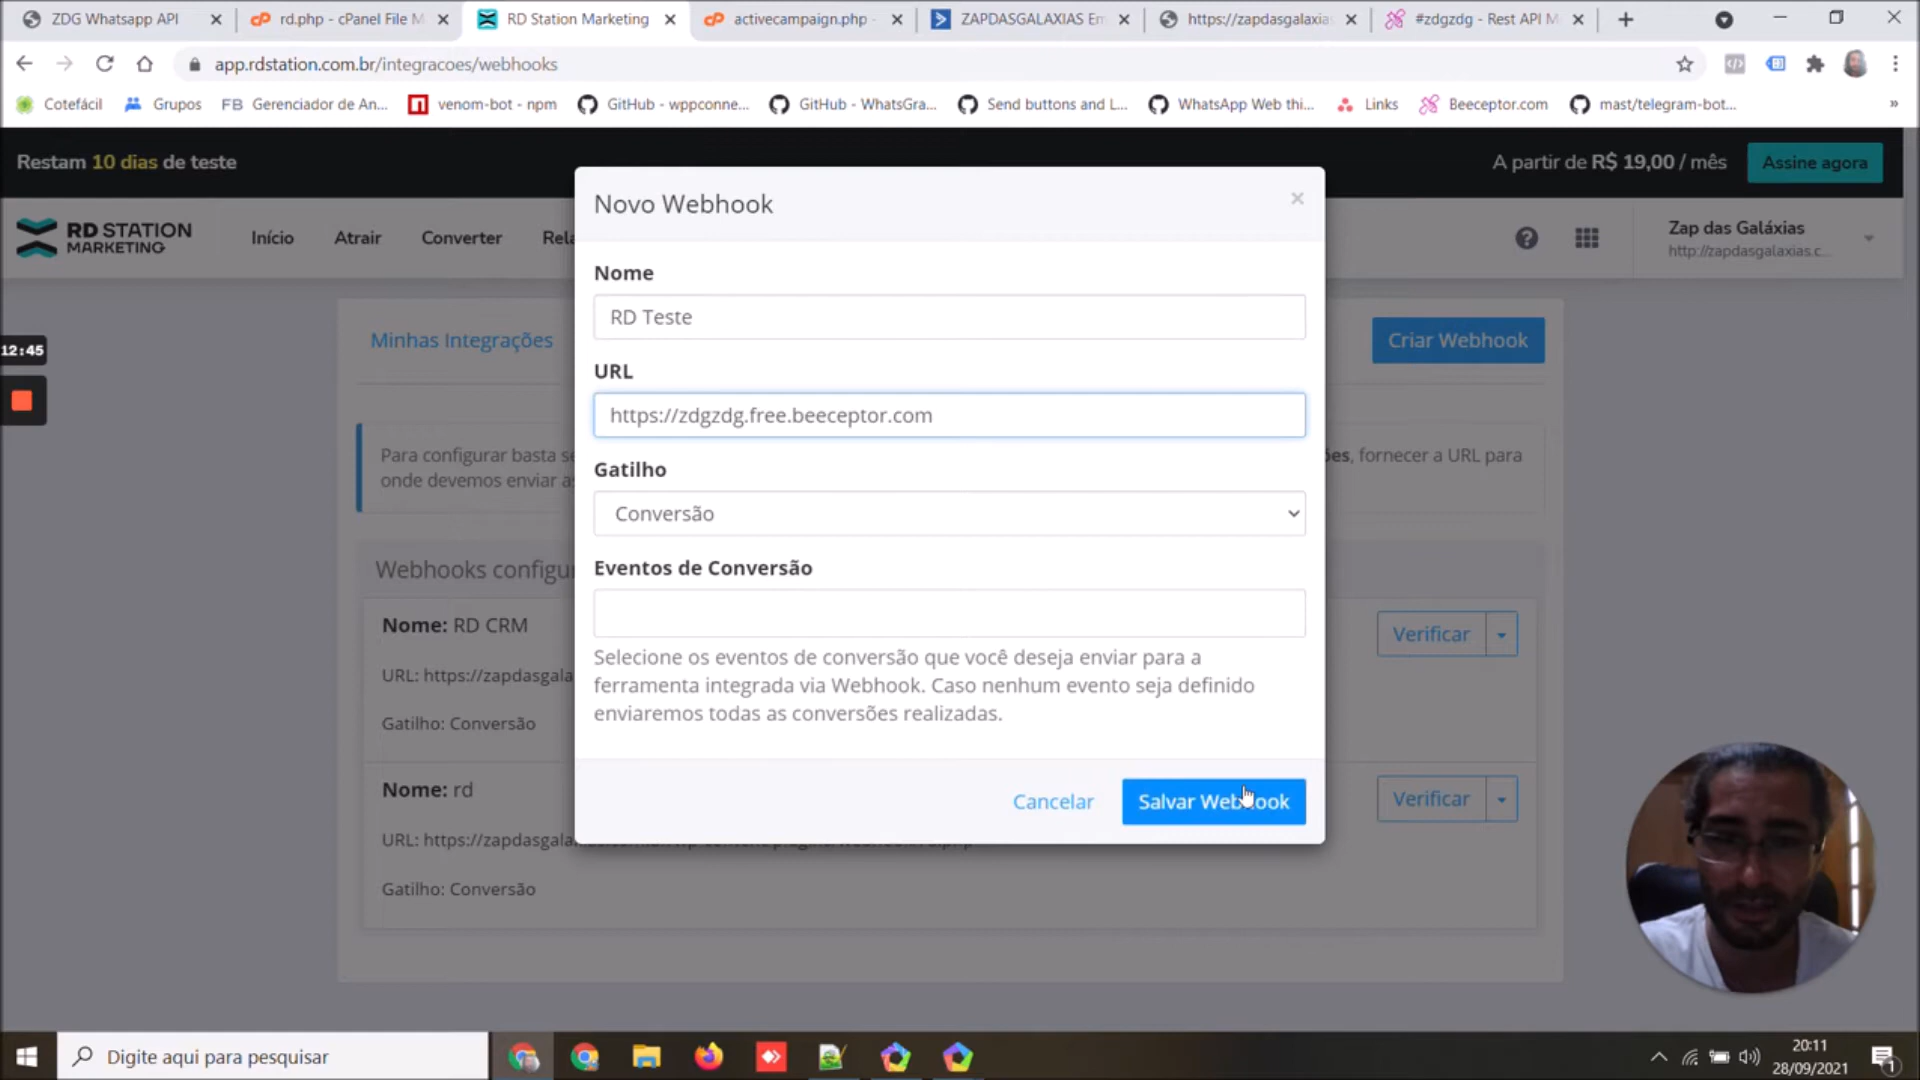 ZDG Whatsapp API
rd.php - cPanel File M
RD Station Marketing
activecampaign.php -
ZAPDASGALAXIAS Em
https://zapdasgalaxias
#zdgzdg - Rest API M
app.rdstation.com.br/integracoes/webhooks
Cotefácil
Grupos
FB Gerenciador de An...
venom-bot - npm
GitHub - wppconne...
GitHub - WhatsGra...
Send buttons and L...
WhatsApp Web thi...
Links
Beeceptor.com
mast/telegram-bot...
»
Restam 10 dias de teste
A partir de R$ 19,00 / mês
Assine agora
RD STATION
MARKETING
Início
Atrair
Converter
Rela
Zap das Galáxias
http://zapdasgalaxias.c...
Novo Webhook
×
Nome
RD Teste
URL
https://zdgzdg.free.beeceptor.com
Gatilho
Conversão
Eventos de Conversão
Selecione os eventos de conversão que você deseja enviar para a
ferramenta integrada via Webhook. Caso nenhum evento seja definido
enviaremos todas as conversões realizadas.
Cancelar
Salvar Webhook
12:45
Minhas Integrações
Criar Webhook
Para configurar basta se
es, fornecer a URL para
onde devemos enviar as
Webhooks configu
Nome: RD CRM
Verificar
URL: https://zapdasgala
Gatilho: Conversão
Nome: rd
Verificar
URL: https://zapdasgala
Gatilho: Conversão
Digite aqui para pesquisar
20:11
28/09/2021
1